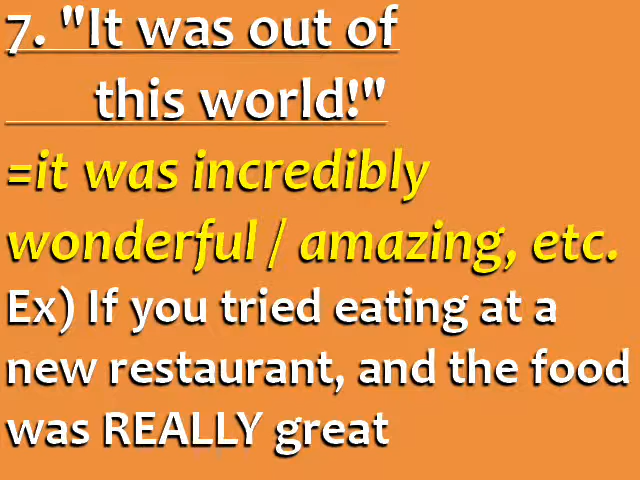 7. "It was out of
this world!"
=it was incredibly
wonderful / amazing, etc.
Ex) If you tried eating at a
new restaurant, and the food
was REALLY great